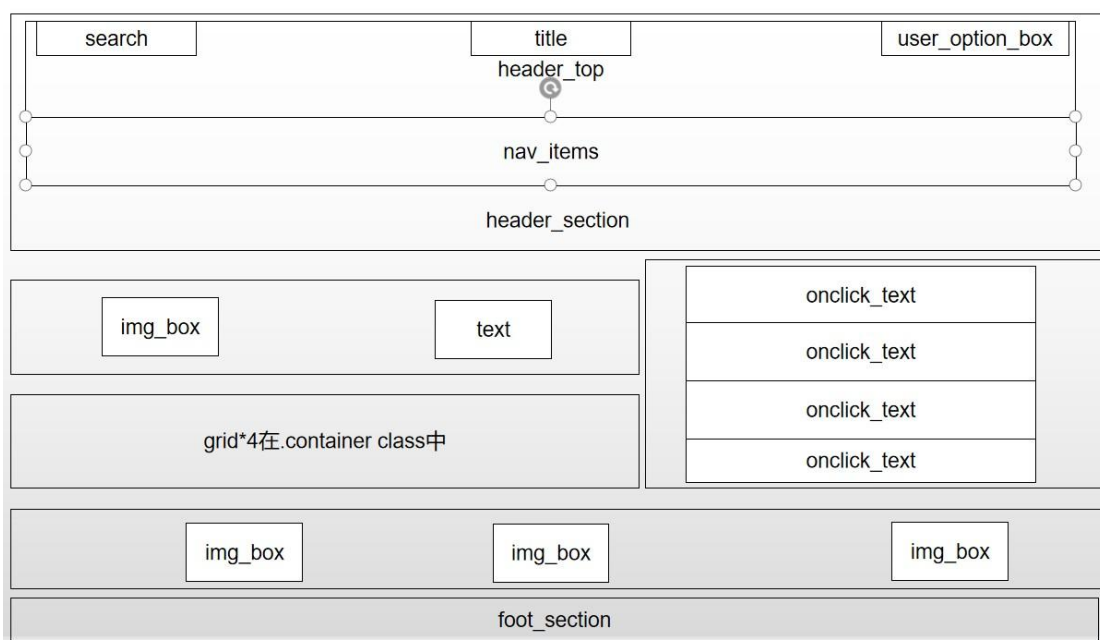 search
title
user_option_box
header_top
nav_items
header_section
img_box
text
grid*4在.container class中
onclick_text
onclick_text
onclick_text
onclick_text
img_box
img_box
img_box
foot_section